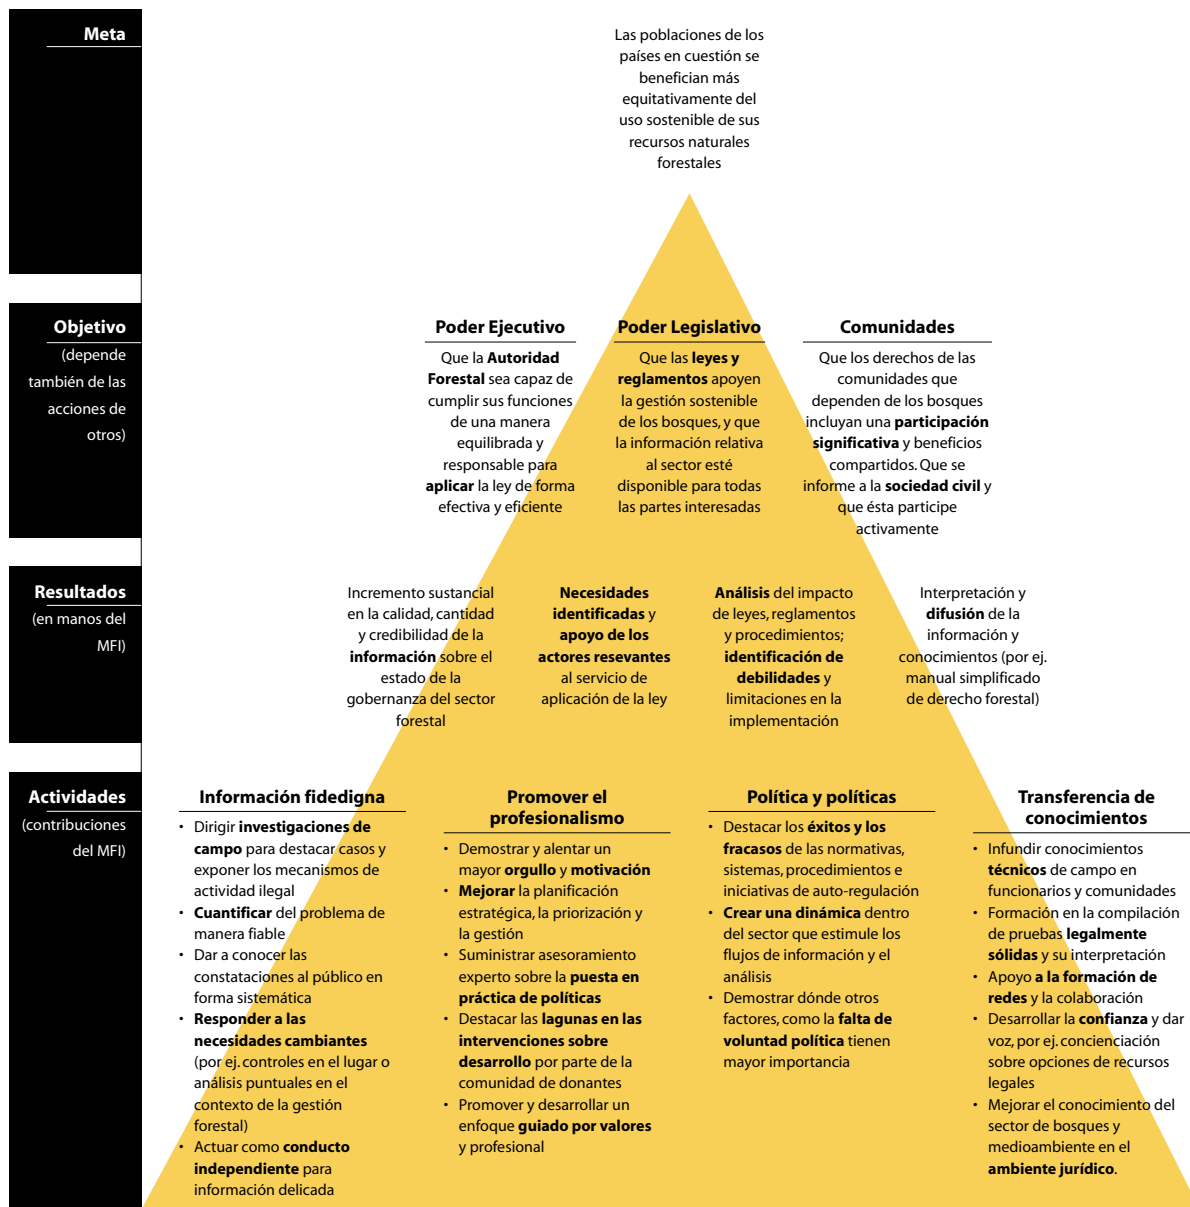 Meta
Las poblaciones de los
países en cuestión se
benefician más
equitativamente del
uso sostenible de sus
recursos naturales
forestales
Objetivo
(depende
también de las
acciones de
otros)
Poder Ejecutivo
Que la Autoridad
Forestal sea capaz de
cumplir sus funciones
de una manera
equilibrada y
responsable para
aplicar la ley de forma
efectiva y eficiente
Poder Legislativo
Que las leyes y
reglamentos apoyen
la gestión sostenible
de los bosques, y que
la información relativa
al sector esté
disponible para todas
las partes interesadas
Comunidades
Que los derechos de las
comunidades que
dependen de los bosques
incluyan una participación
significativa y beneficios
compartidos. Que se
informe a la sociedad civil y
que ésta participe
activamente
Resultados
(en manos del
MFI)
Incremento sustancial
en la calidad, cantidad
y credibilidad de la
información sobre el
estado de la
gobernanza del sector
forestal
Necesidades
identificadas y
apoyo de los
actores resevantes
al servicio de
aplicación de la ley
Análisis del impacto
de leyes, reglamentos
y procedimientos;
identificación de
debilidades y
limitaciones en la
implementación
Interpretación y
difusión de la
información y
conocimientos (por ej.
manual simplificado
de derecho forestal)
Actividades
(contribuciones
del MFI)
Información fidedigna
• Dirigir investigaciones de
campo para destacar casos y
exponer los mecanismos de
actividad ilegal
• Cuantificar del problema de
manera fiable
• Dar a conocer las
constataciones al público en
forma sistemática
• Responder a las
necesidades cambiantes
(por ej. controles en el lugar o
análisis puntuales en el
contexto de la gestión
forestal)
• Actuar como conducto
independiente para
información delicada
Promover el
profesionalismo
• Demostrar y alentar un
mayor orgullo y motivación
• Mejorar la planificación
estratégica, la priorización y
la gestión
• Suministrar asesoramiento
experto sobre la puesta en
práctica de políticas
• Destacar las lagunas en las
intervenciones sobre
desarrollo por parte de la
comunidad de donantes
• Promover y desarrollar un
enfoque guiado por valores
y profesional
Política y políticas
• Destacar los éxitos y los
fracasos de las normativas,
sistemas, procedimientos e
iniciativas de auto-regulación
• Crear una dinámica dentro
del sector que estimule los
flujos de información y el
análisis
• Demostrar dónde otros
factores, como la falta de
voluntad política tienen
mayor importancia
Transferencia de
conocimientos
• Infundir conocimientos
técnicos de campo en
funcionarios y comunidades
• Formación en la compilación
de pruebas legalmente
sólidas y su interpretación
• Apoyo a la formación de
redes y la colaboración
• Desarrollar la confianza y dar
voz, por ej. concienciación
sobre opciones de recursos
legales
• Mejorar el conocimiento del
sector de bosques y
medioambiente en el
ambiente jurídico.